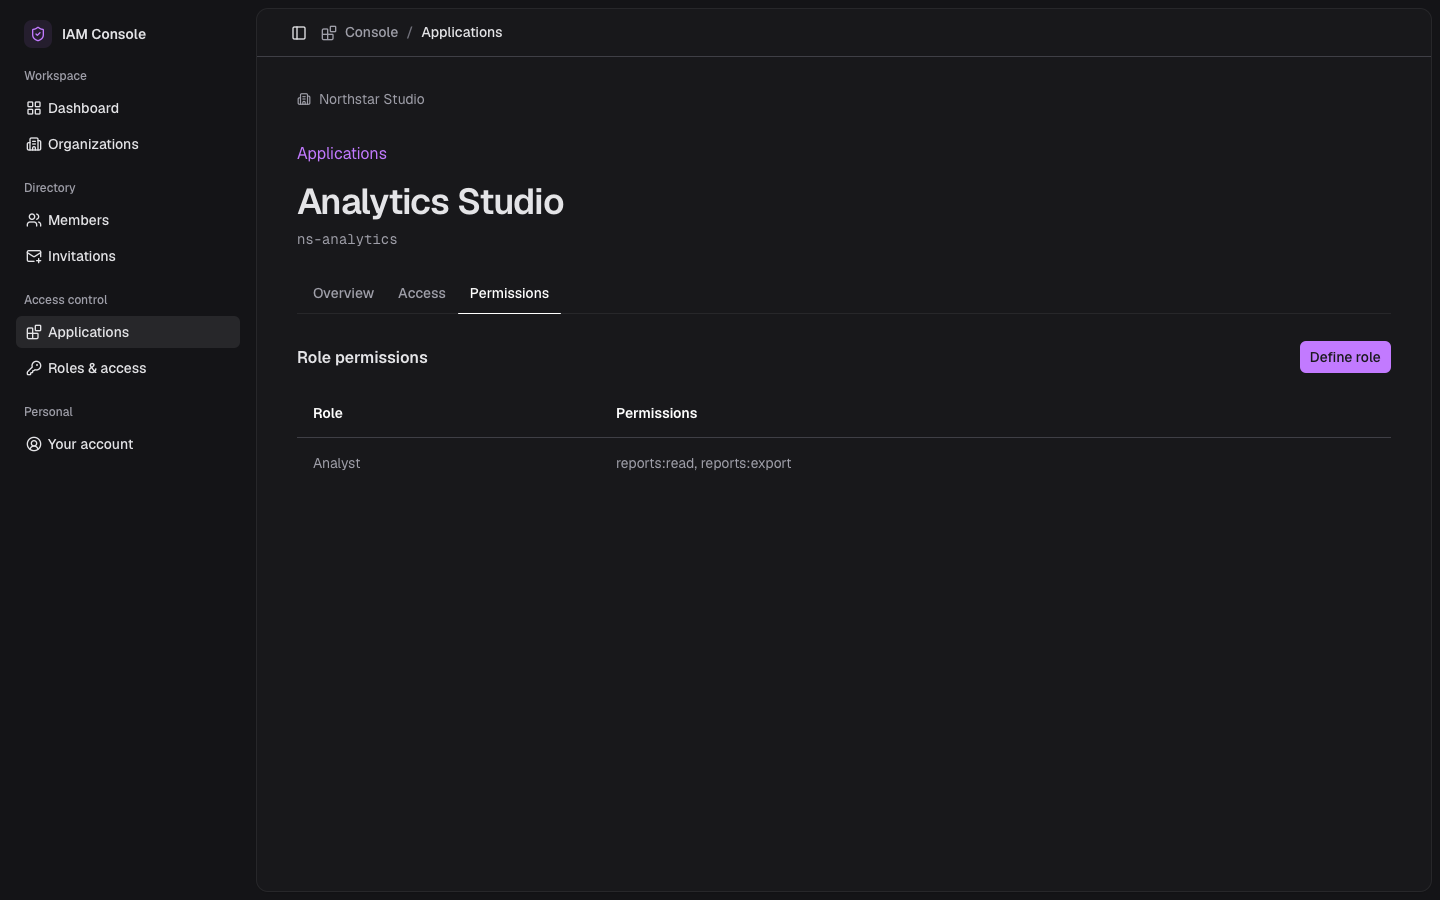 IAM Console
Workspace
Dashboard
Organizations
Directory
Members
Invitations
Access control
Applications
Roles & access
Personal
Your account
Console / Applications
Northstar Studio
Applications
Analytics Studio
ns-analytics
Overview Access Permissions
Role permissions Define role
Role Permissions
Analyst reports:read, reports:export